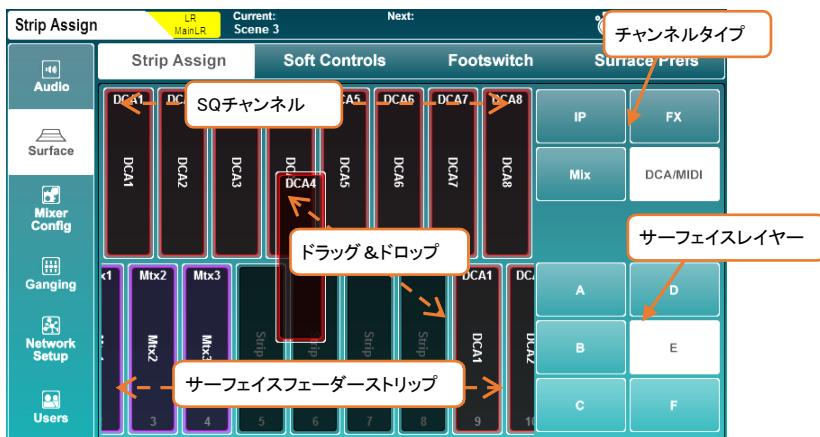 Strip Assign
LR
MainLR
Current:
Scene 3
Next:
チャンネルタイプ
Audio
Surface
Mixer
Config
Ganging
Network
Setup
Users
Strip Assign
Soft Controls
Footswitch
Surface Prefs
DCA1
SQチャンネル
DCA6
DCA7
DCA8
DCA1
DCA2
DCA3
DCA4
DCA5
DCA6
DCA7
DCA8
IP
FX
Mix
DCA/MIDI
ドラッグ&ドロップ
サーフェイスレイヤー
Mtx2
Mtx3
DCA1
Mtx2
Strip
Strip
Strip
DCA1
DCA2
サーフェイスフェーダーストリップ
3
4
5
6
7
8
9
A
D
B
E
C
F